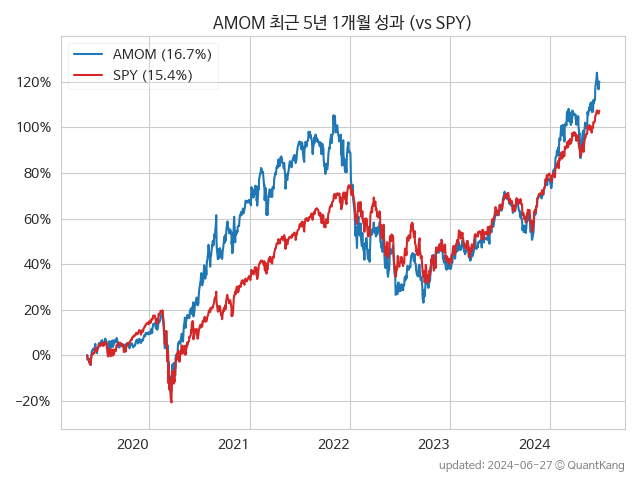 AMOM 최근 5년 1개월 성과 (vs SPY)
AMOM (16.7%)
SPY (15.4%)
120%
100%
80%
60%
40%
20%
0%
−20%
2020 2021 2022 2023 2024
updated: 2024-06-27 © QuantKang